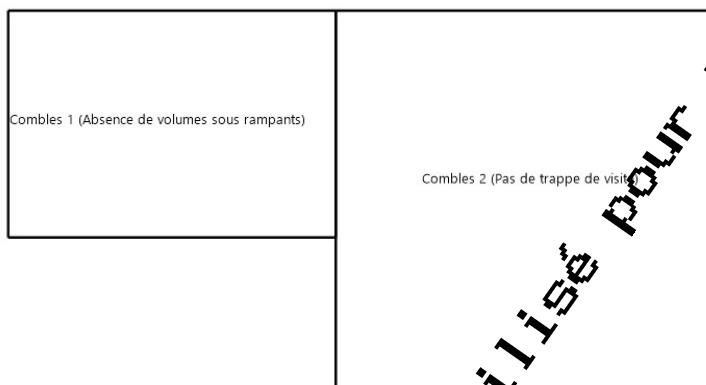 Combles 1 (Absence de volumes sous rampants)
Combles 2 (Pas de trappe de visite)
ilisé pour